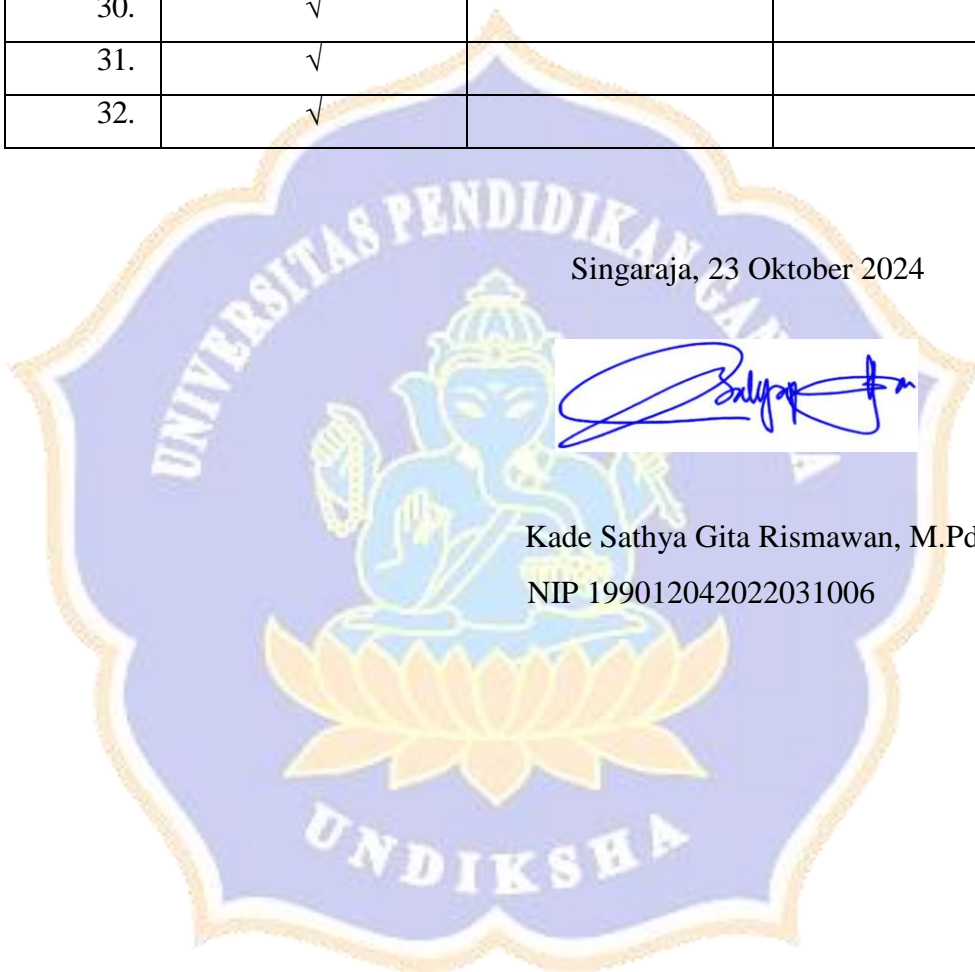 30. √
31. √
32. √
UNIVERSITAS PENDIDIKAN GANESHA
Singaraja, 23 Oktober 2024
Kade Sathya Gita Rismawan, M.Pd
NIP 199012042022031006
UNDIKSHA